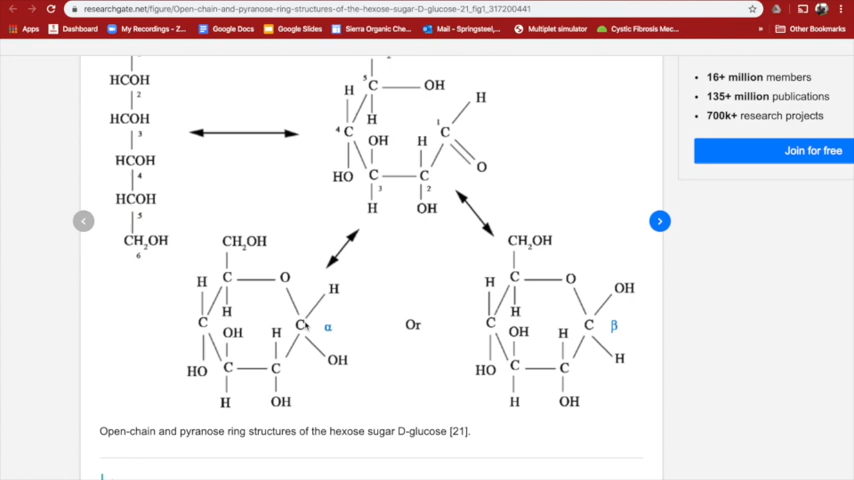 researchgate.net/figure/Open-chain-and-pyranose-ring-structures-of-the-hexose-sugar-D-glucose-21_fig1_317200441
Apps Dashboard My Recordings - Z... Google Docs Google Slides Sierra Organic Che... Mail - Springsteel,... Multiplet simulator Cystic Fibrosis Mec... » Other Bookmarks
HCOH
2
HCOH
3
HCOH
4
HCOH
5
CH2OH
6
5
H C OH
H
H
4 C OH H 1 C
HO C C O
3 2
H OH
CH2OH
H C O H
H
C OH H C α
HO C C OH
H OH
Or
CH2OH
H C O OH
H
C OH H C β
HO C C H
H OH
Open-chain and pyranose ring structures of the hexose sugar D-glucose [21].
• 16+ million members
• 135+ million publications
• 700k+ research projects
Join for free